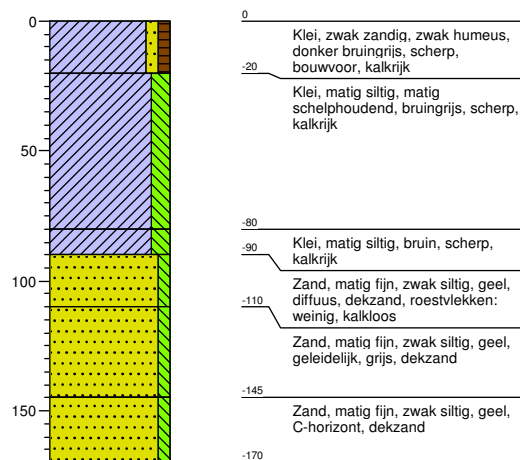 0
50
100
150
0
Klei, zwak zandig, zwak humeus,
donker bruingrijs, scherp,
bouwvoor, kalkrijk
-20
Klei, matig siltig, matig
schelphoudend, bruingrijs, scherp,
kalkrijk
-80
Klei, matig siltig, bruin, scherp,
kalkrijk
-90
Zand, matig fijn, zwak siltig, geel,
diffuus, dekzand, roestvlekken:
weinig, kalkloos
-110
Zand, matig fijn, zwak siltig, geel,
geleidelijk, grijs, dekzand
-145
Zand, matig fijn, zwak siltig, geel,
C-horizont, dekzand
-170